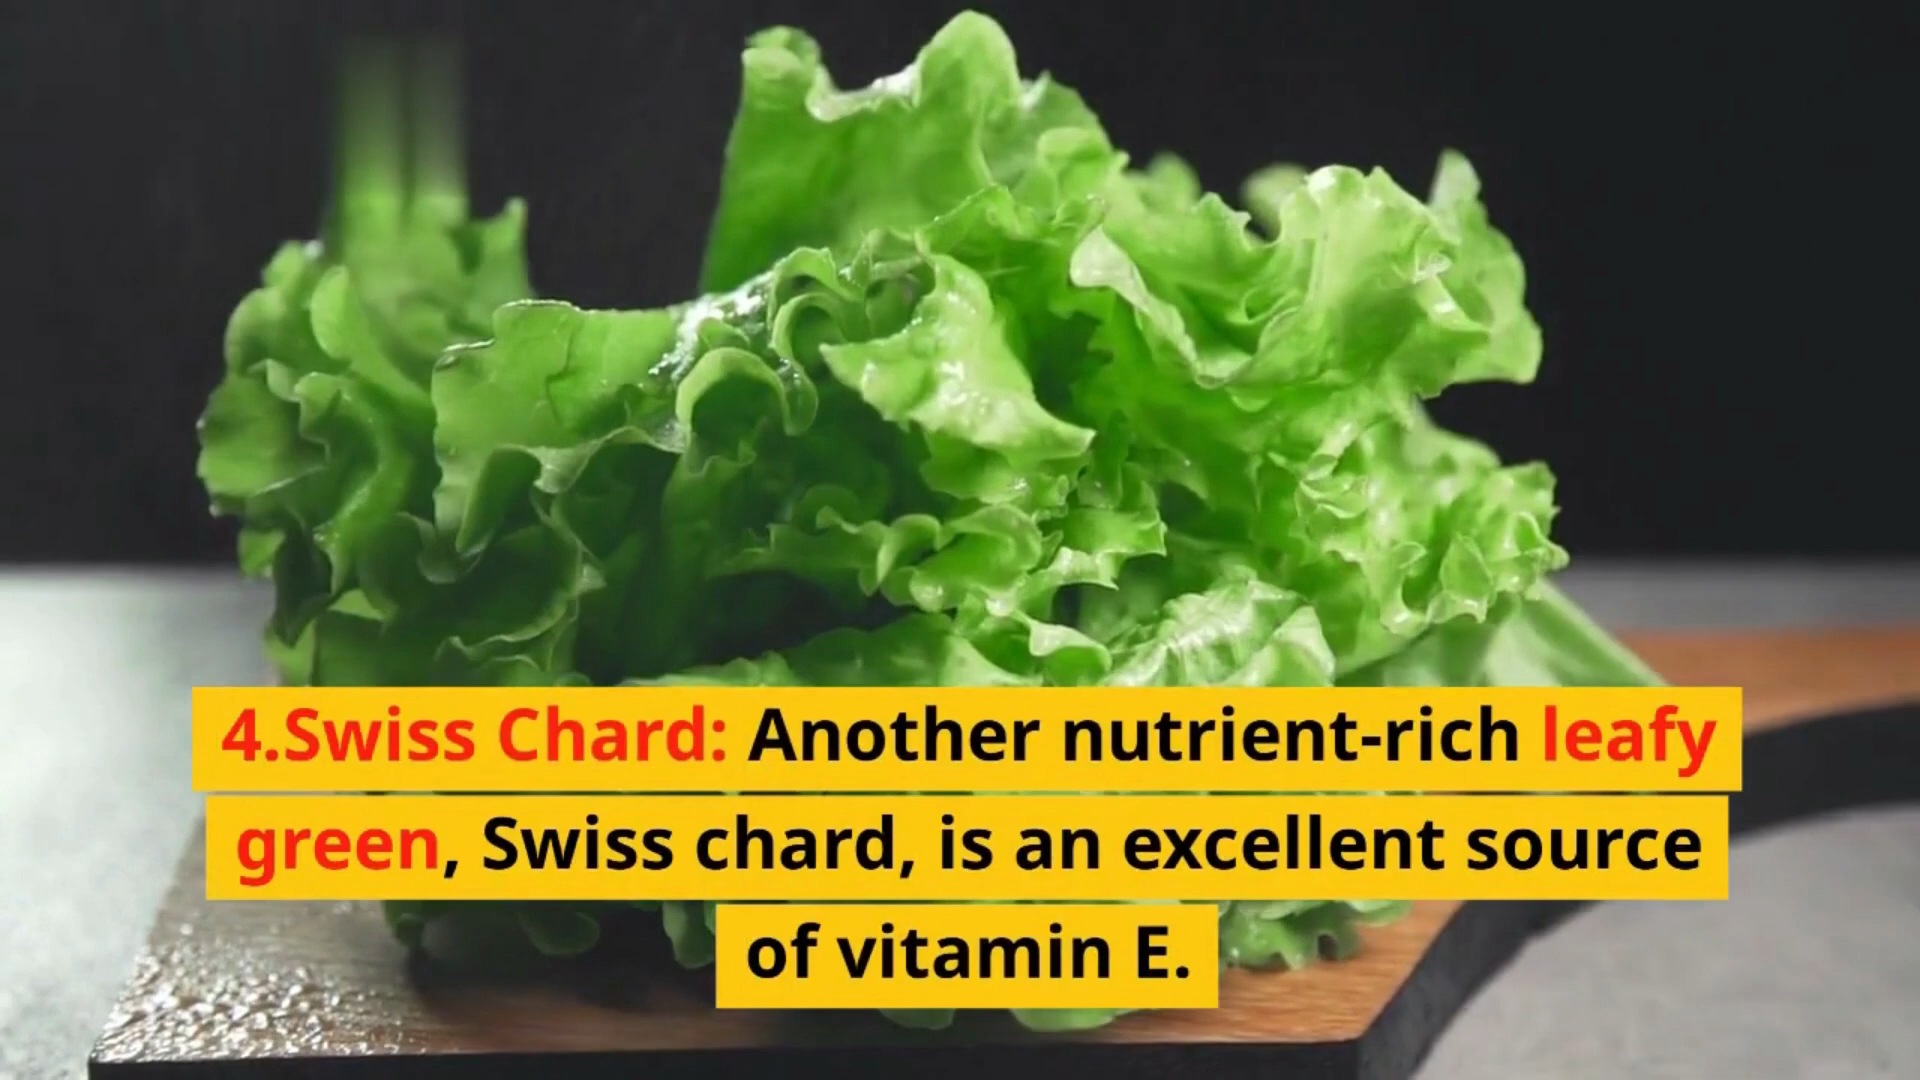 4.Swiss Chard: Another nutrient-rich leafy
green, Swiss chard, is an excellent source
of vitamin E.